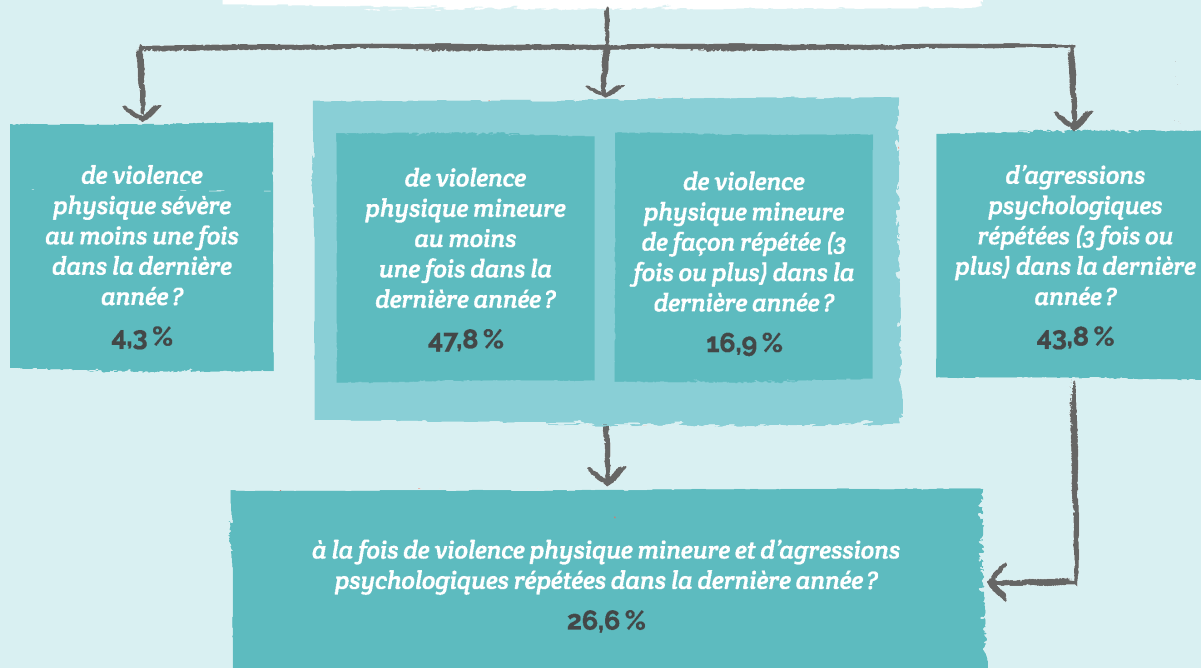 de violence
physique sévère
au moins une fois
dans la dernière
année ?
4,3 %
de violence
physique mineure
au moins
une fois dans la
dernière année ?
47,8 %
de violence
physique mineure
de façon répétée (3
fois ou plus) dans la
dernière année ?
16,9 %
d’agressions
psychologiques
répétées (3 fois ou
plus) dans la dernière
année ?
43,8 %
à la fois de violence physique mineure et d’agressions
psychologiques répétées dans la dernière année ?
26,6 %